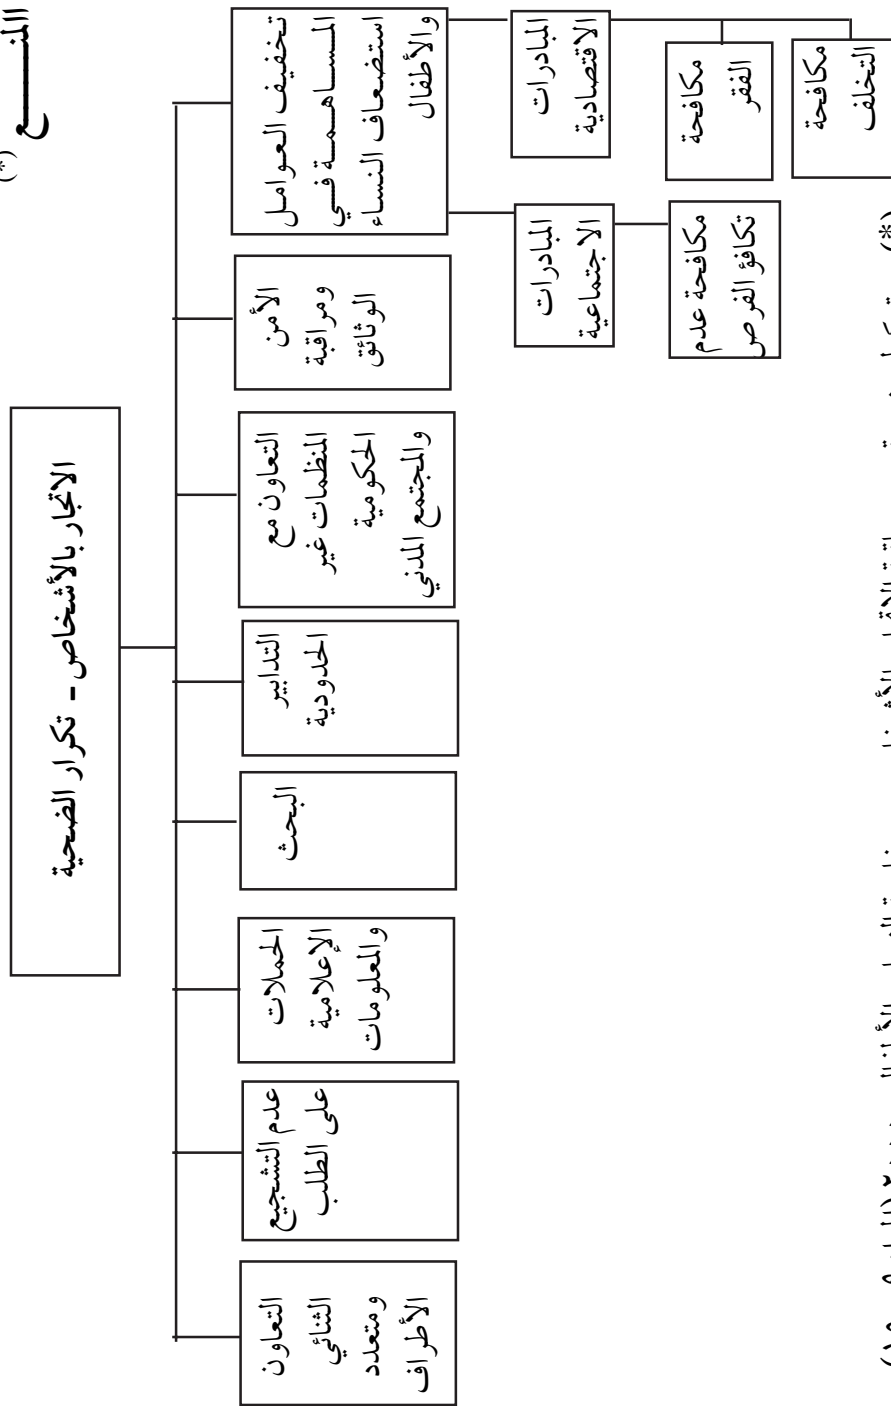 المنـــــع (*)
الاتجار بالأشخاص - تكرار الضحية
تخفيف العوامل
المساهمة في
استضعاف النساء
والأطفال
الأمن
ومراقبة
الوثائق
التعاون مع
المنظمات غير
الحكومية
والمجتمع المدني
التدابير
الحدودية
البحث
الحملات
الإعلامية
والمعلومات
عدم التشجيع
على الطلب
التعاون
الثنائي
ومتعدد
الأطراف
المبادرات
الاقتصادية
المبادرات
الاجتماعية
مكافحة
الفقر
مكافحة
التخلف
مكافحة عدم
تكافؤ الفرص
(*)